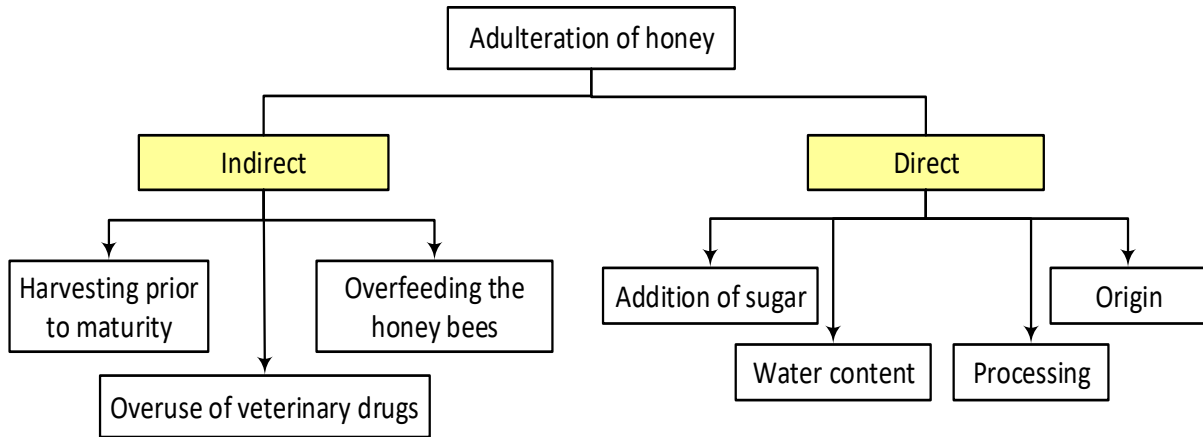 Adulteration of honey
Indirect
Direct
Harvesting prior
to maturity
Overfeeding the
honey bees
Overuse of veterinary drugs
Addition of sugar
Origin
Water content
Processing